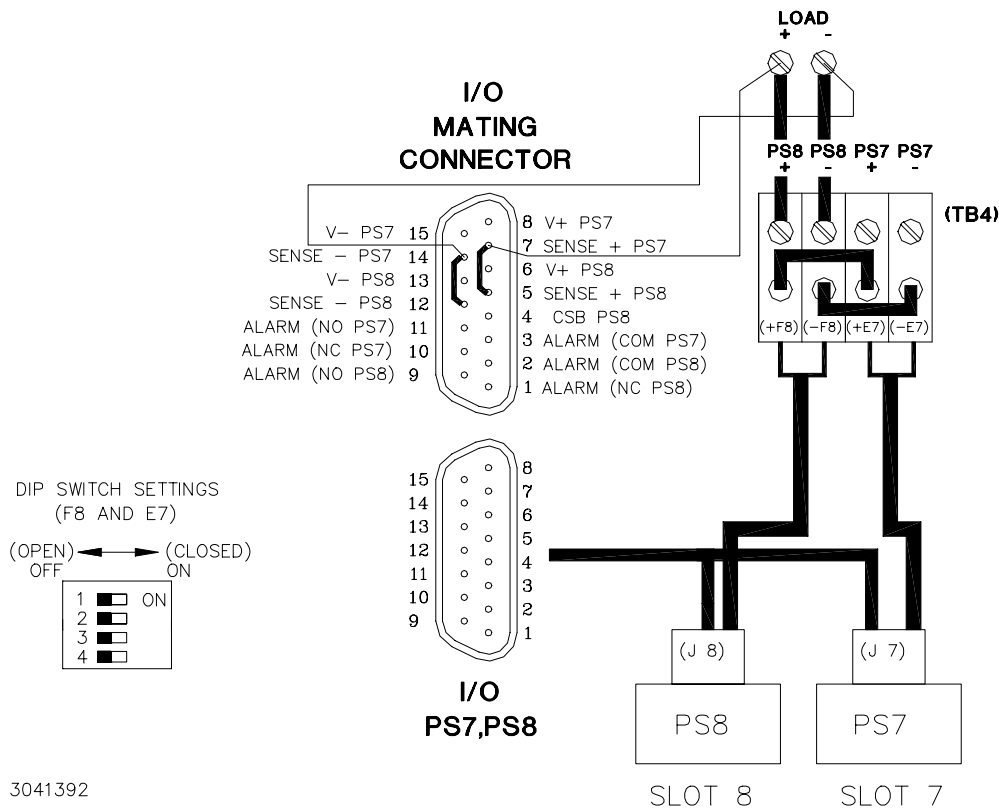 LOAD
+ -
I/O
MATING
CONNECTOR
PS8 PS8 PS7 PS7
+ - + -
(TB4)
V- PS7 15
SENSE - PS7 14
V- PS8 13
SENSE - PS8 12
ALARM (NO PS7) 11
ALARM (NC PS7) 10
ALARM (NO PS8) 9
8 V+ PS7
7 SENSE + PS7
6 V+ PS8
5 SENSE + PS8
4 CSB PS8
3 ALARM (COM PS7)
2 ALARM (COM PS8)
1 ALARM (NC PS8)
(+F8) (-F8) (+E7) (-E7)
15
14
13
12
11
10
9
8
7
6
5
4
3
2
1
DIP SWITCH SETTINGS
(F8 AND E7)
(OPEN) (CLOSED)
OFF ON
1 ON
2
3
4
I/O
PS7,PS8
(J 8) (J 7)
PS8 PS7
SLOT 8 SLOT 7
3041392